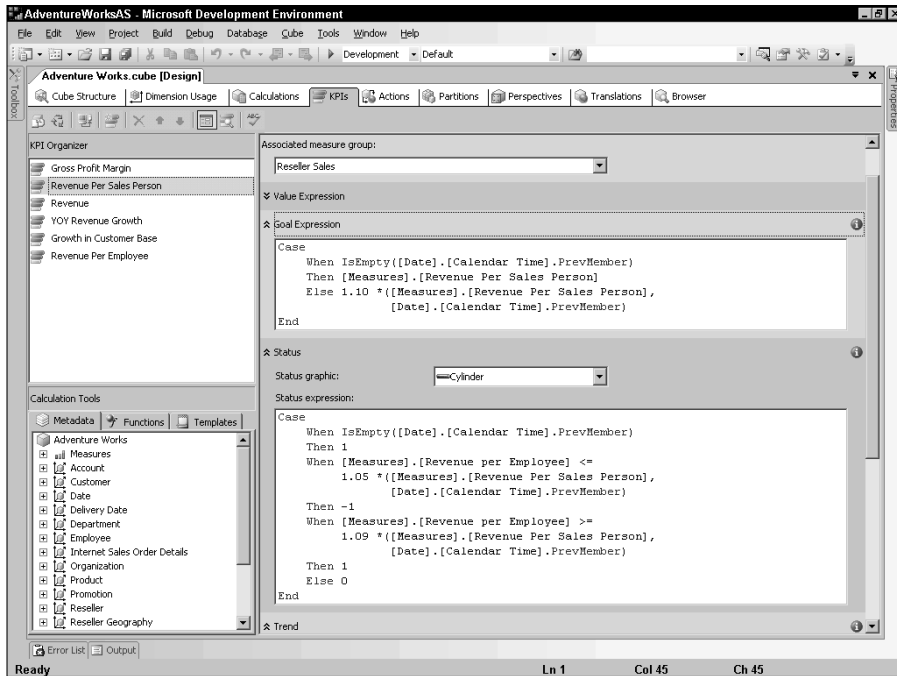 AdventureWorksAS - Microsoft Development Environment
File Edit View Project Build Debug Database Cube Tools Window Help
Development Default
Toolbox
Adventure Works.cube [Design]
Properties
Cube Structure Dimension Usage Calculations KPIs Actions Partitions Perspectives Translations Browser
ABC
KPI Organizer
Gross Profit Margin
Revenue Per Sales Person
Revenue
YOY Revenue Growth
Growth in Customer Base
Revenue Per Employee
Calculation Tools
Metadata Functions Templates
Adventure Works
Measures
Account
Customer
Date
Delivery Date
Department
Employee
Internet Sales Order Details
Organization
Product
Promotion
Reseller
Reseller Geography
Associated measure group:
Reseller Sales
Value Expression
Goal Expression
Case
When IsEmpty([Date].[Calendar Time].PrevMember)
Then [Measures].[Revenue Per Sales Person]
Else 1.10 *([Measures].[Revenue Per Sales Person],
[Date].[Calendar Time].PrevMember)
End
Status
Status graphic:
Cylinder
Status expression:
Case
When IsEmpty([Date].[Calendar Time].PrevMember)
Then 1
When [Measures].[Revenue per Employee] <=
1.05 *([Measures].[Revenue Per Sales Person],
[Date].[Calendar Time].PrevMember)
Then -1
When [Measures].[Revenue per Employee] >=
1.09 *([Measures].[Revenue Per Sales Person],
[Date].[Calendar Time].PrevMember)
Then 1
Else 0
End
Trend
Error List Output
Ready Ln 1 Col 45 Ch 45